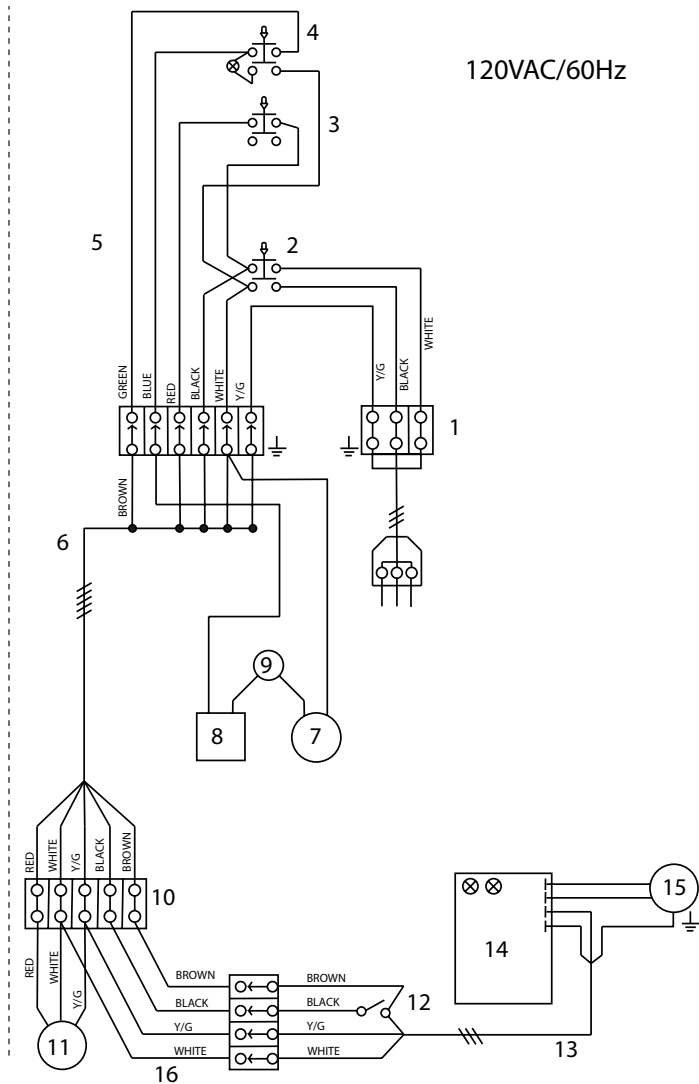 4
120VAC/60Hz
3
5
2
GREEN
BLUE
RED
BLACK
WHITE
Y/G
Y/G
BLACK
WHITE
1
BROWN
6
9
8
7
RED
WHITE
Y/G
BLACK
BROWN
10
15
14
RED
WHITE
Y/G
BROWN
BROWN
BLACK
BLACK
12
Y/G
Y/G
11
WHITE
WHITE
13
16